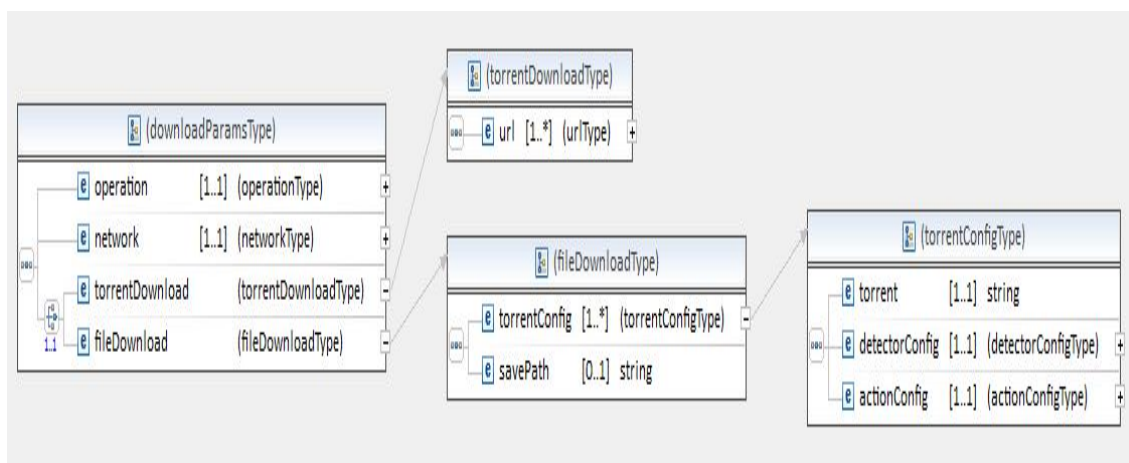 (downloadParamsType)
e operation [1..1] (operationType)
e network [1..1] (networkType)
e torrentDownload (torrentDownloadType)
1..1 e fileDownload (fileDownloadType)
(torrentDownloadType)
e url [1..*] (urlType)
(fileDownloadType)
e torrentConfig [1..*] (torrentConfigType)
e savePath [0..1] string
(torrentConfigType)
e torrent [1..1] string
e detectorConfig [1..1] (detectorConfigType)
e actionConfig [1..1] (actionConfigType)